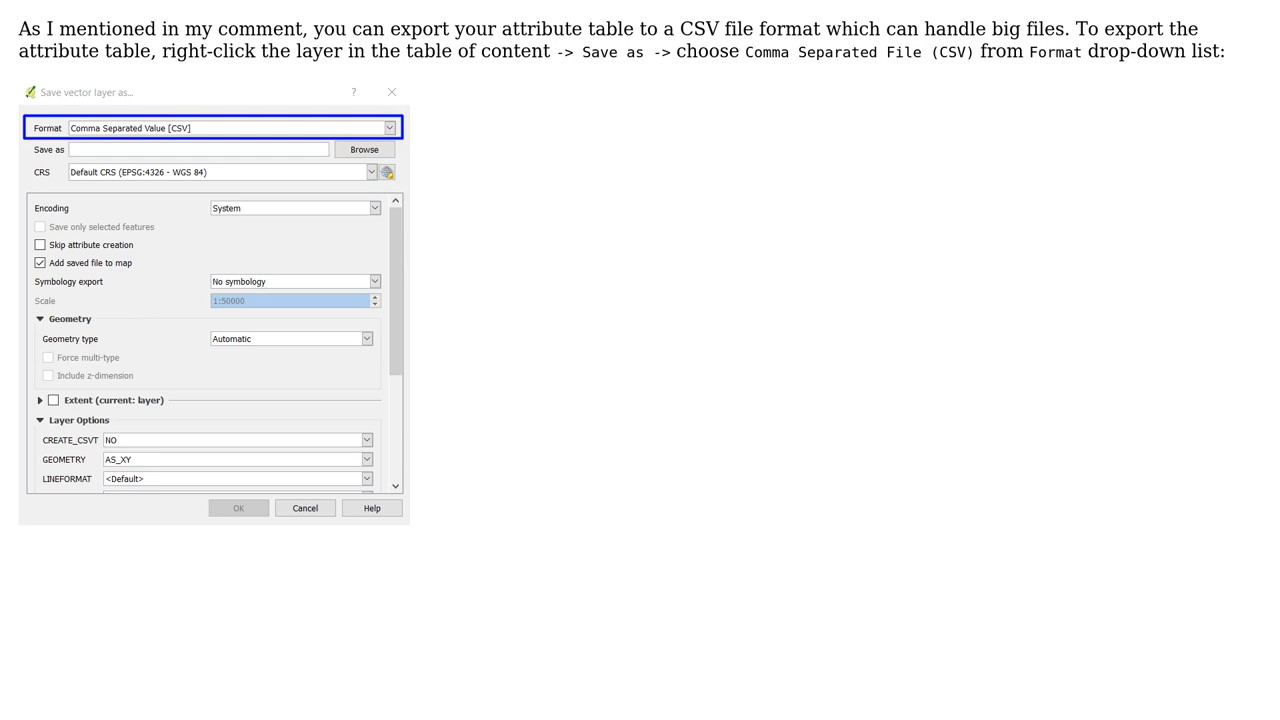 As I mentioned in my comment, you can export your attribute table to a CSV file format which can handle big files. To export the
attribute table, right-click the layer in the table of content -> Save as -> choose Comma Separated File (CSV) from Format drop-down list:
Save vector layer as...
?
Format Comma Separated Value [CSV]
Save as Browse
CRS Default CRS (EPSG:4326 - WGS 84)
Encoding System
Save only selected features
Skip attribute creation
Add saved file to map
Symbology export No symbology
Scale 1:50000
Geometry
Geometry type Automatic
Force multi-type
Include z-dimension
Extent (current: layer)
Layer Options
CREATE_CSVT NO
GEOMETRY AS_XY
LINEFORMAT <Default>
OK Cancel Help